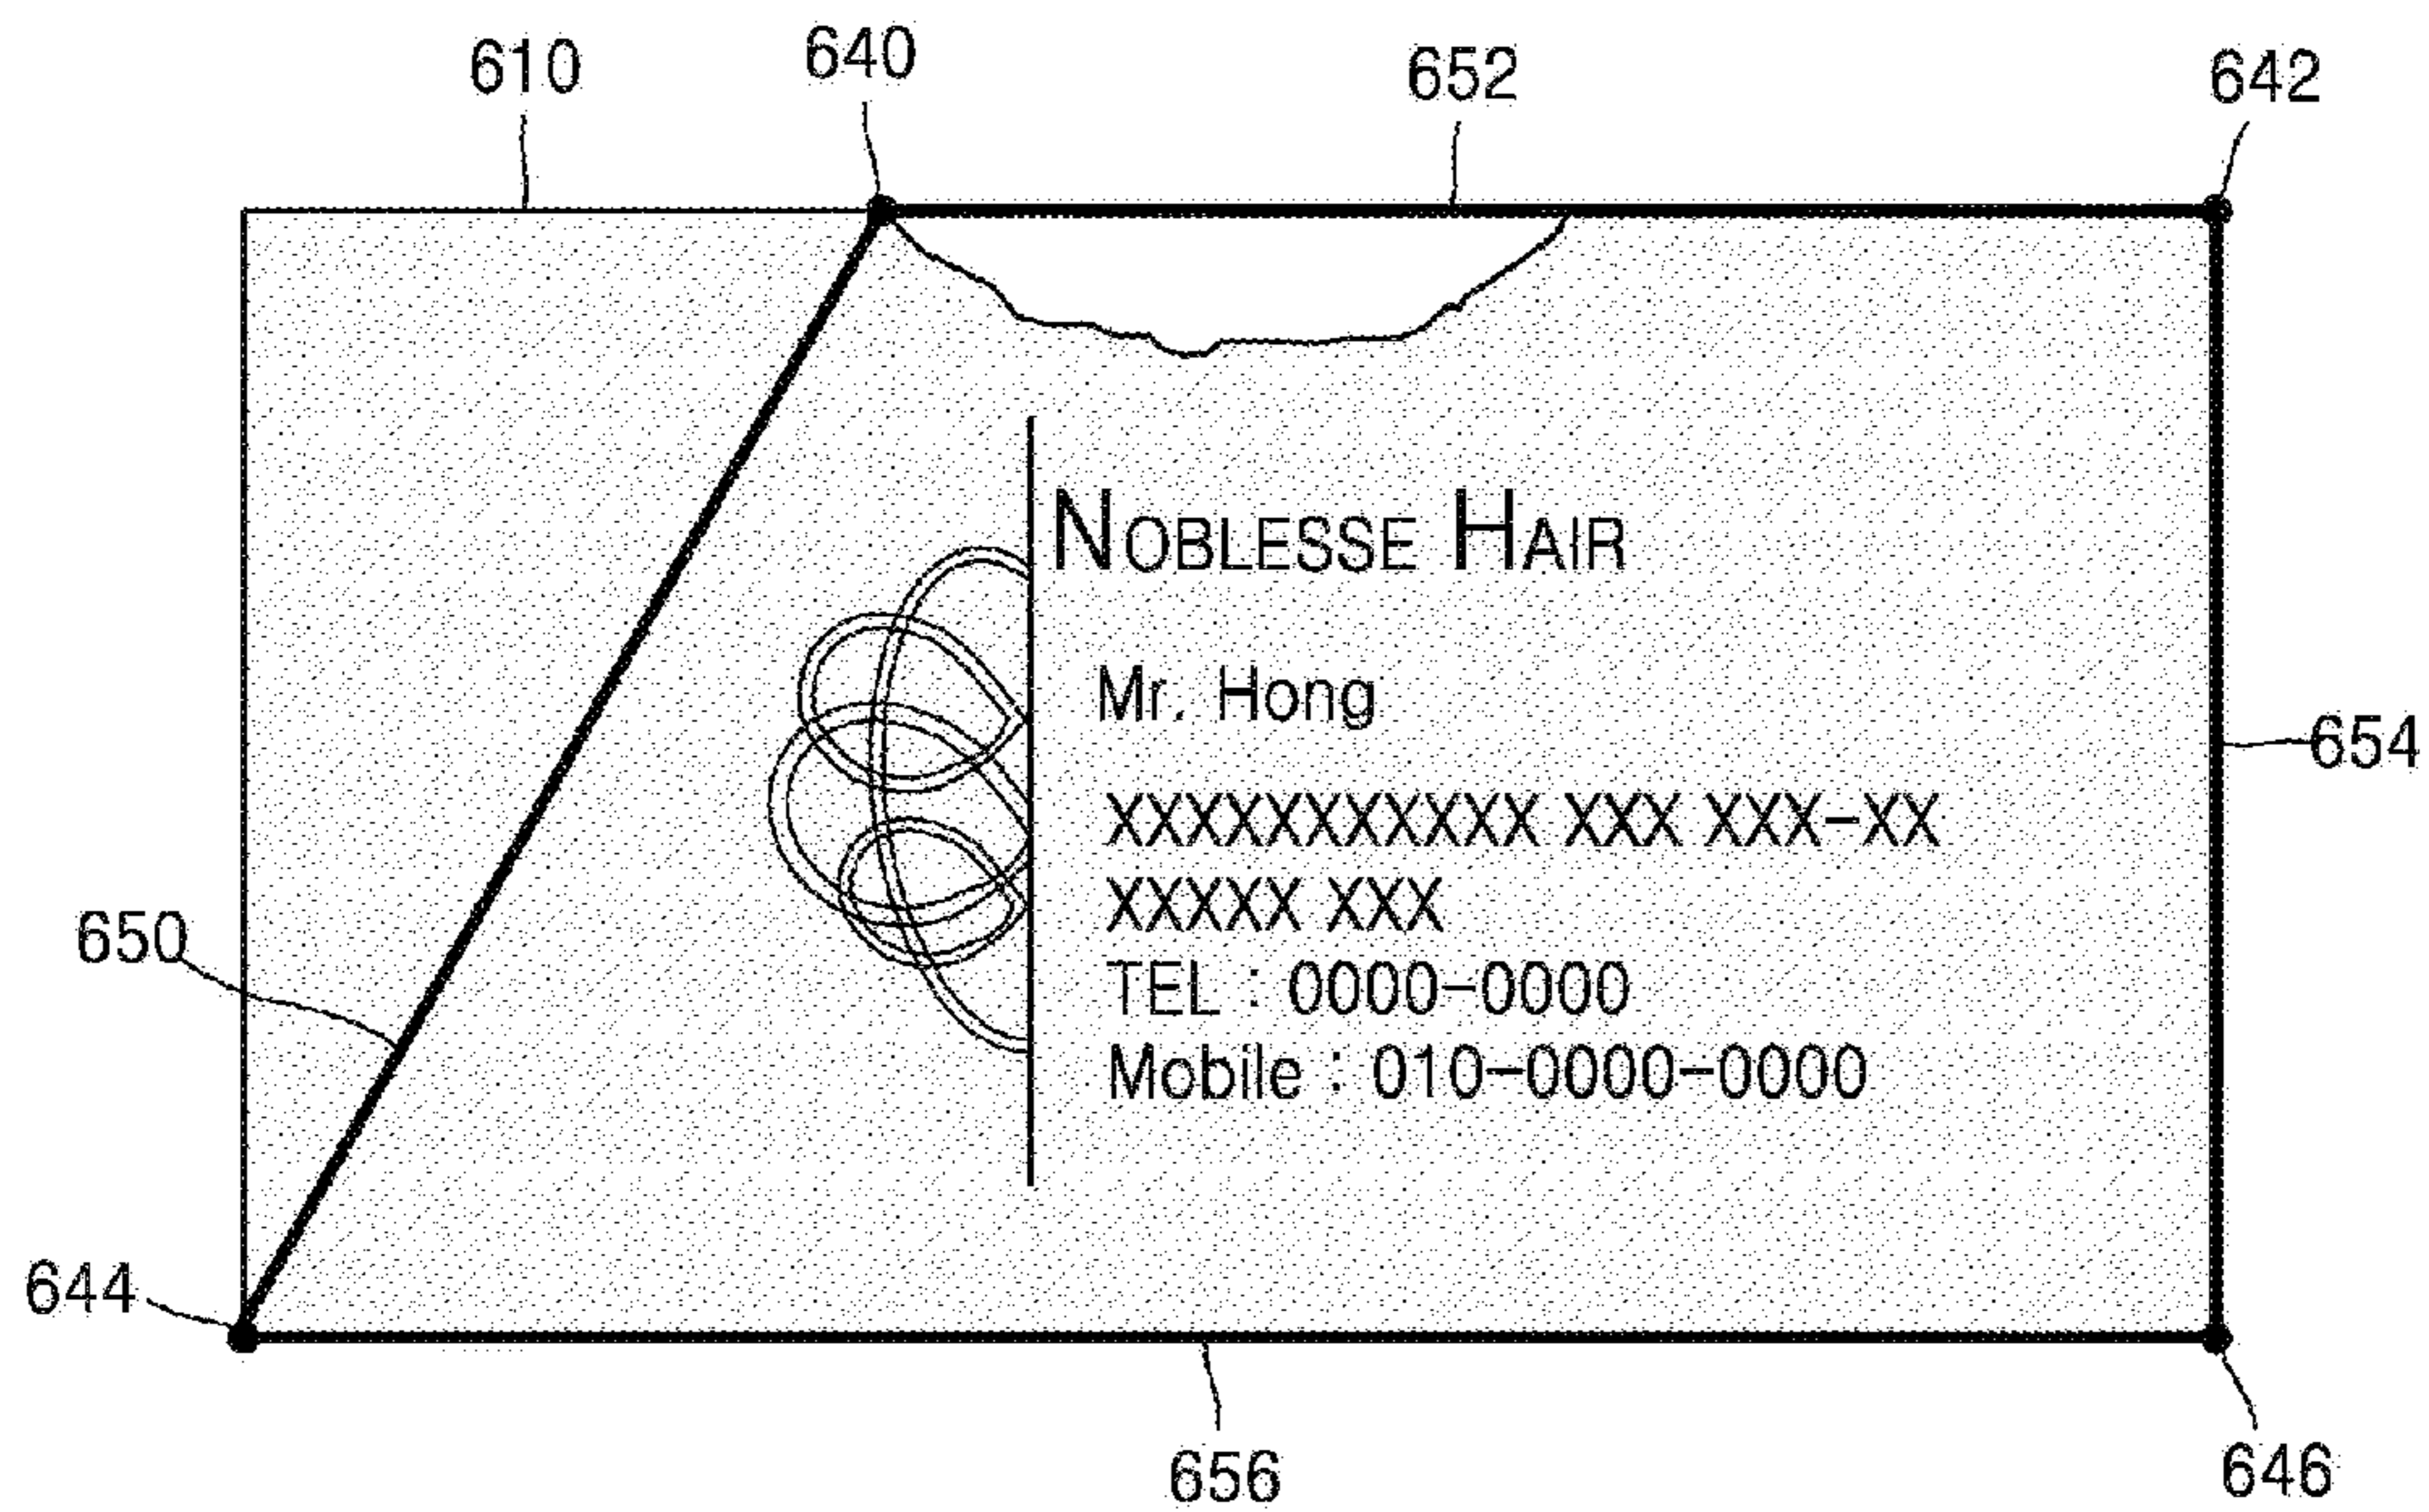 610
640
652
642
NOBLESSE HAIR
Mr. Hong
654
XXXXXXXXXXX XXX XXX-XX
XXXXX XXX
650
TEL : 0000-0000
Mobile : 010-0000-0000
644
656
646